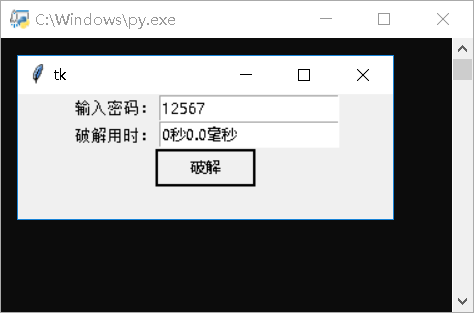 C:\Windows\py.exe
tk
输入密码： 12567
破解用时： 0秒0.0毫秒
破解